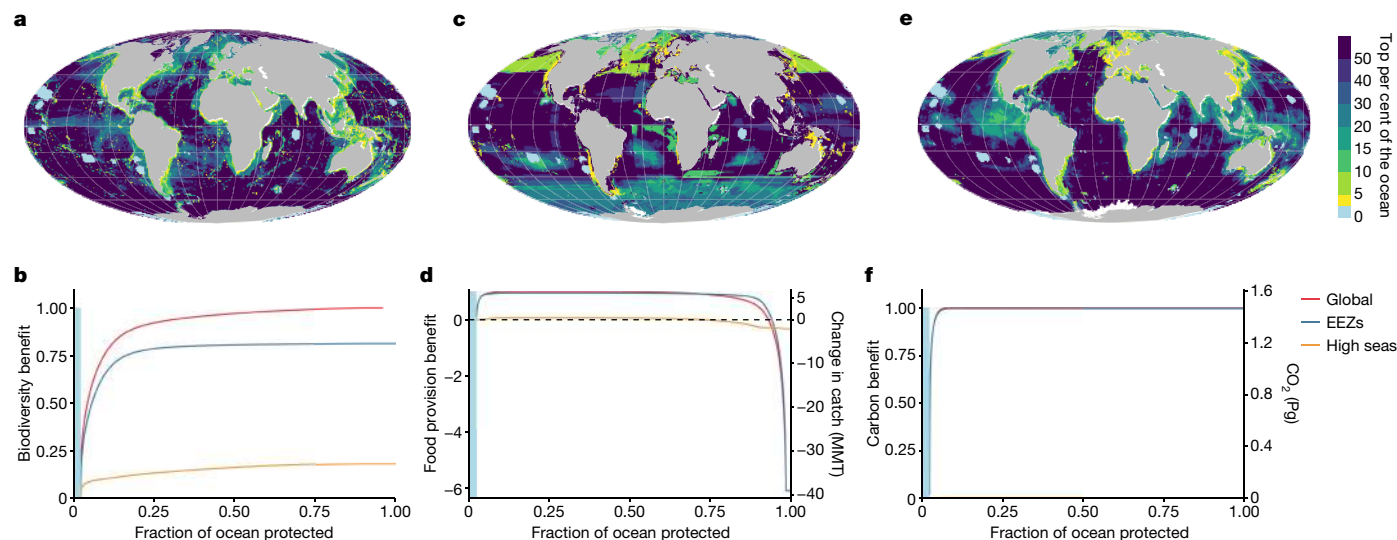 a
c
e
Top per cent of the ocean
50
40
30
20
15
10
5
0
b
Biodiversity benefit
1.00
0.75
0.50
0.25
0
0
0.25
0.50
0.75
1.00
Fraction of ocean protected
d
Food provision benefit
0
−2
−4
−6
5
0
−10
−20
−30
−40
Change in catch (MMT)
0
0.25
0.50
0.75
1.00
Fraction of ocean protected
f
Carbon benefit
1.00
0.75
0.50
0.25
0
1.6
1.2
0.8
0.4
0
CO2 (Pg)
0
0.25
0.50
0.75
1.00
Fraction of ocean protected
Global
EEZs
High seas